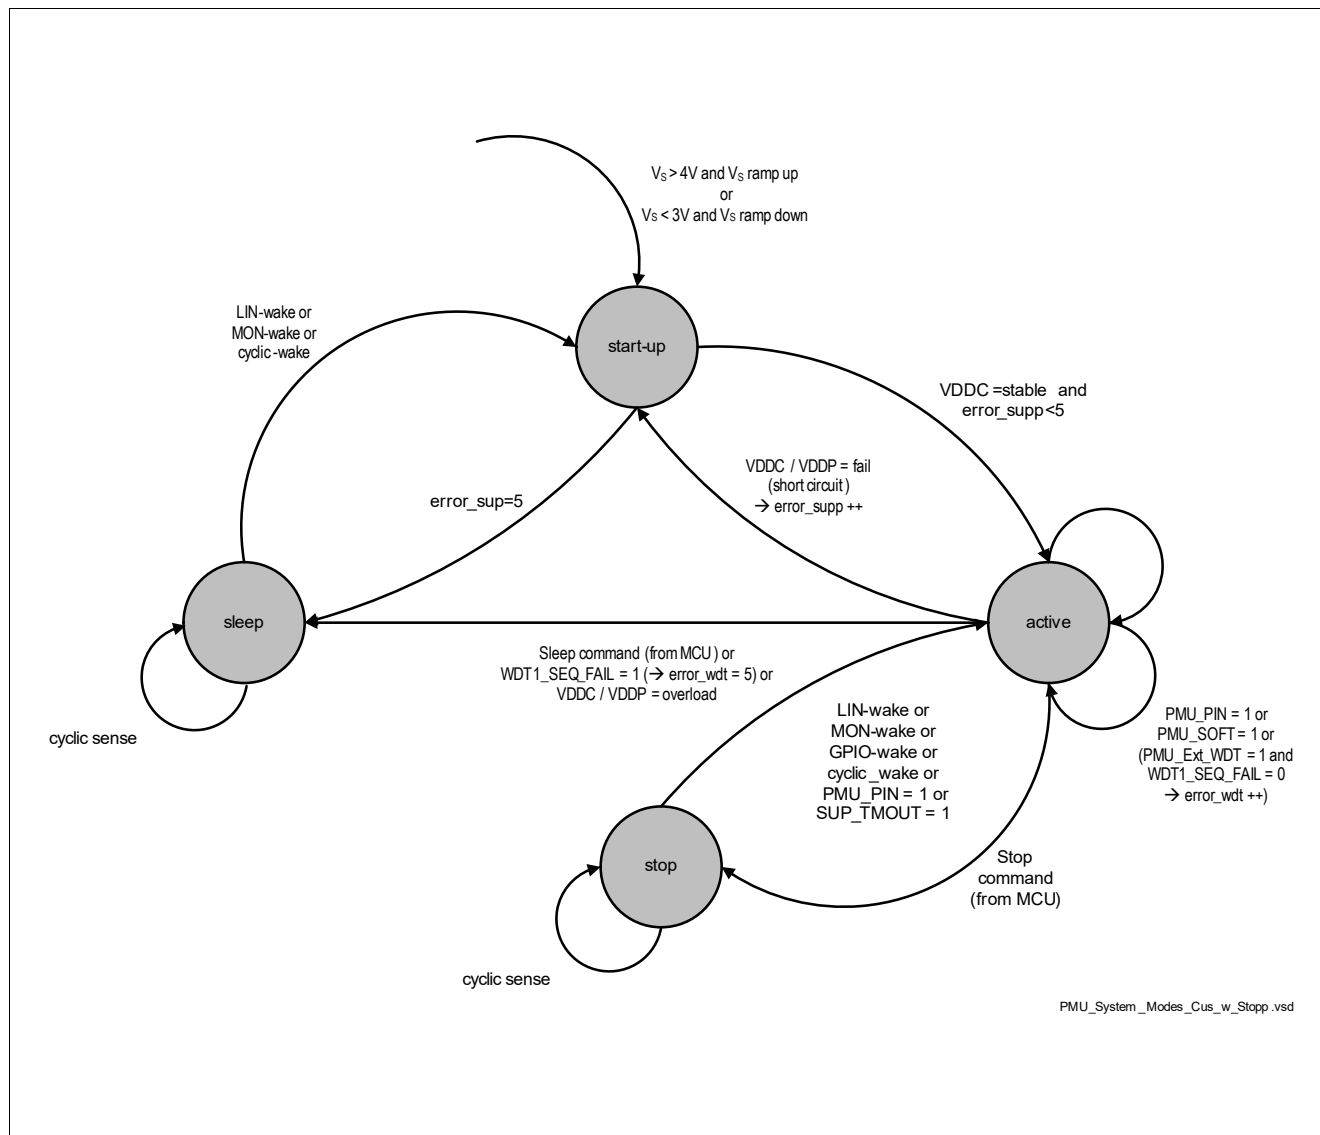 V_S > 4V and V_S ramp up
or
V_S < 3V and V_S ramp down
LIN-wake or
MON-wake or
cyclic-wake
start-up
VDDC =stable and
error_supp<5
VDDC / VDDP = fail
(short circuit)
→ error_supp ++
error_sup=5
sleep
active
Sleep command (from MCU) or
WDT1_SEQ_FAIL = 1 (→ error_wdt = 5) or
VDDC / VDDP = overload
cyclic sense
LIN-wake or
MON-wake or
GPIO-wake or
cyclic_wake or
PMU_PIN = 1 or
SUP_TMOUT = 1
PMU_PIN = 1 or
PMU_SOFT = 1 or
(PMU_Ext_WDT = 1 and
WDT1_SEQ_FAIL = 0
→ error_wdt ++)
stop
Stop
command
(from MCU)
cyclic sense
PMU_System_Modes_Cus_w_Stopp.vsd